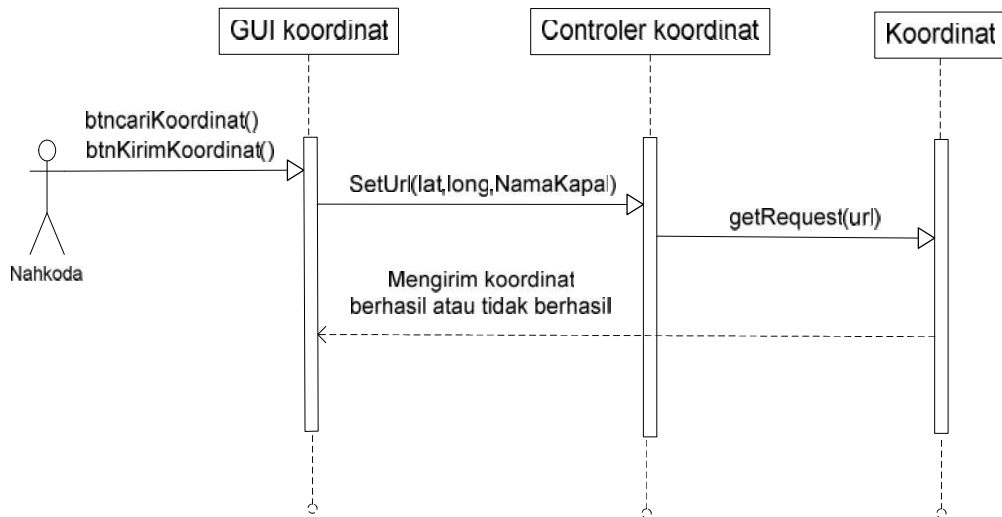 GUI koordinat
Controler koordinat
Koordinat
btncariKoordinat()
btnKirimKoordinat()
SetUrl(lat,long,NamaKapal)
getRequest(url)
Nahkoda
Mengirim koordinat
berhasil atau tidak berhasil